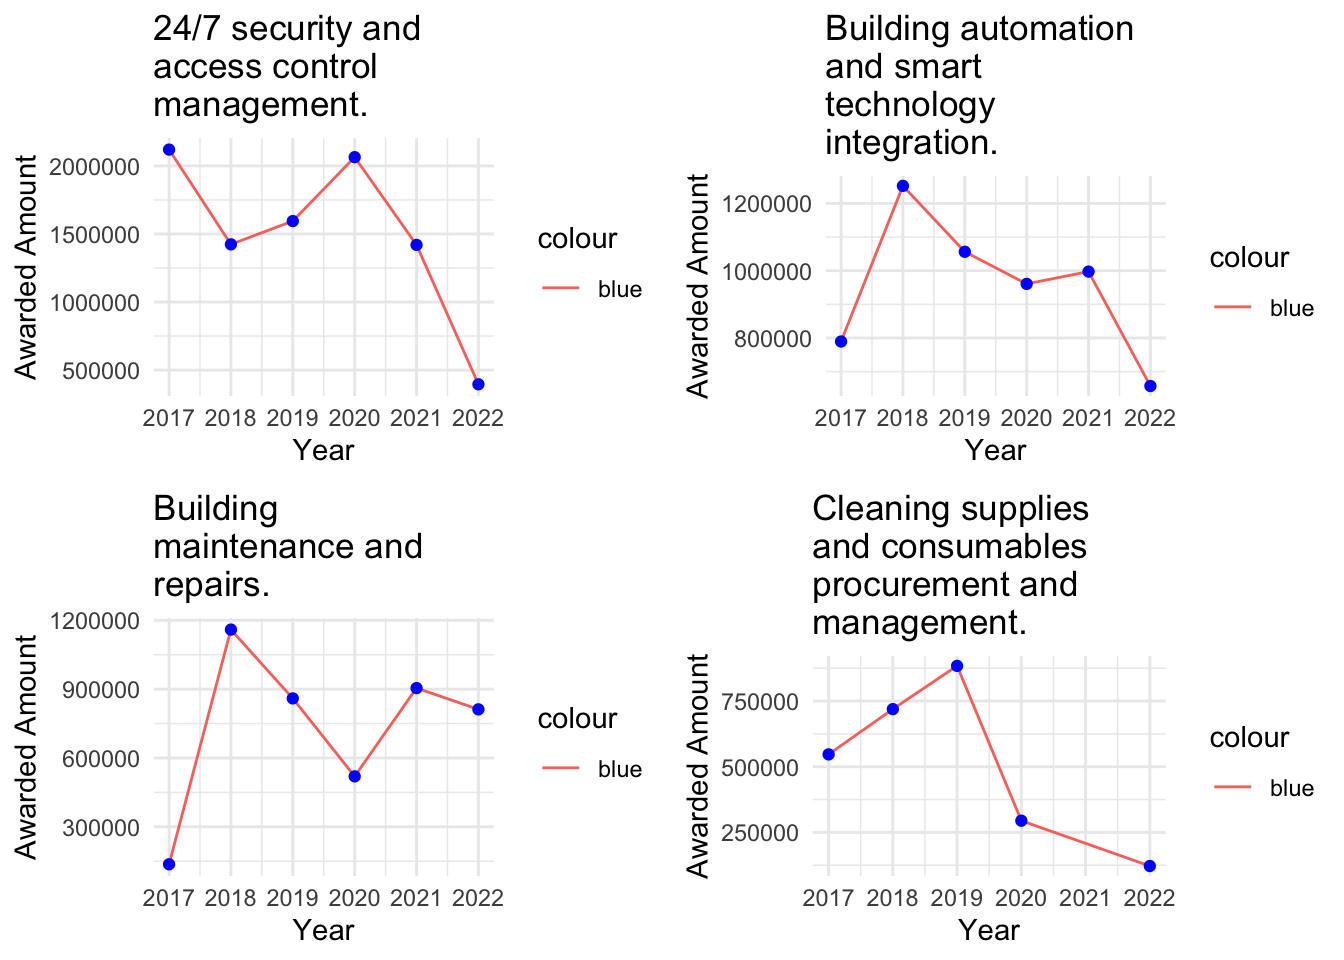 24/7 security and
access control
management.
Awarded Amount
2000000
1500000
1000000
500000
2017 2018 2019 2020 2021 2022
Year
colour
blue
Building automation
and smart
technology
integration.
Awarded Amount
1200000
1000000
800000
2017 2018 2019 2020 2021 2022
Year
colour
blue
Building
maintenance and
repairs.
Awarded Amount
1200000
900000
600000
300000
2017 2018 2019 2020 2021 2022
Year
colour
blue
Cleaning supplies
and consumables
procurement and
management.
Awarded Amount
750000
500000
250000
2017 2018 2019 2020 2021 2022
Year
colour
blue